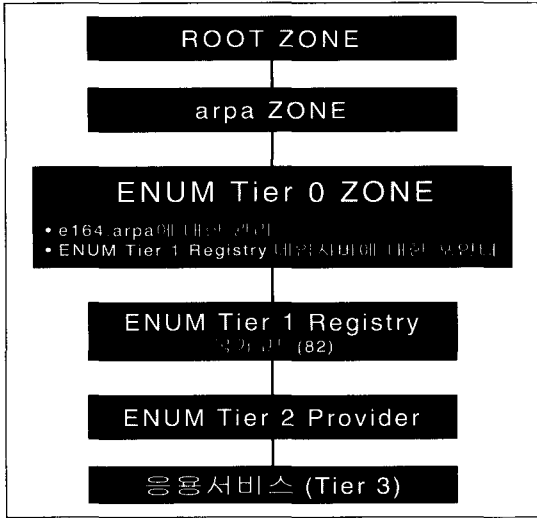 ROOT ZONE
arpa ZONE
ENUM Tier 0 ZONE
• e164.arpa에 대한 관리
• ENUM Tier 1 Registry 네임서버에 대한 포인터
ENUM Tier 1 Registry
국가코드 (82)
ENUM Tier 2 Provider
응용서비스 (Tier 3)